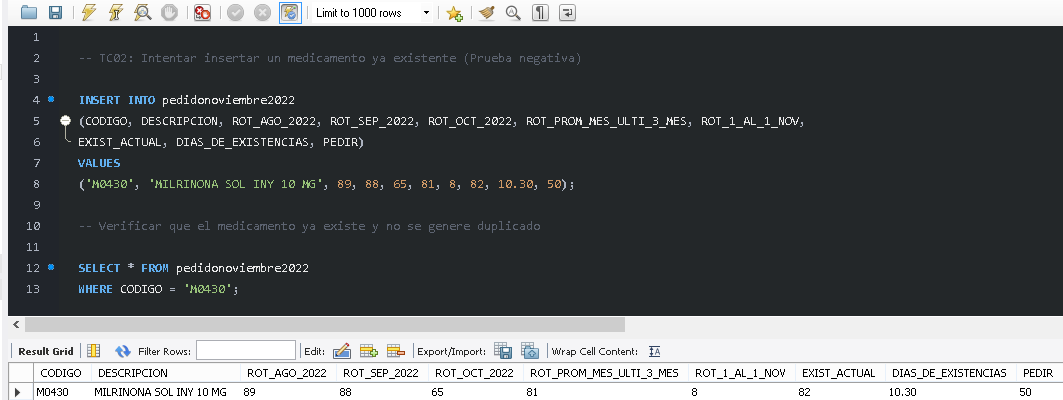 Limit to 1000 rows
1
2 -- TC02: Intentar insertar un medicamento ya existente (Prueba negativa)
3
4 INSERT INTO pedidonoviembre2022
5 (CODIGO, DESCRIPCION, ROT_AGO_2022, ROT_SEP_2022, ROT_OCT_2022, ROT_PROM_MES_ULTI_3_MES, ROT_1_AL_1_NOV,
6 EXIST_ACTUAL, DIAS_DE_EXISTENCIAS, PEDIR)
7 VALUES
8 ('M0430', 'MILRINONA SOL INY 10 MG', 89, 88, 65, 81, 8, 82, 10.30, 50);
9
10 -- Verificar que el medicamento ya existe y no se genere duplicado
11
12 SELECT * FROM pedidonoviembre2022
13 WHERE CODIGO = 'M0430';
Result Grid Filter Rows: Edit: Export/Import: Wrap Cell Content: IA
CODIGO DESCRIPCION ROT_AGO_2022 ROT_SEP_2022 ROT_OCT_2022 ROT_PROM_MES_ULTI_3_MES ROT_1_AL_1_NOV EXIST_ACTUAL DIAS_DE_EXISTENCIAS PEDIR
M0430 MILRINONA SOL INY 10 MG 89 88 65 81 8 82 10.30 50